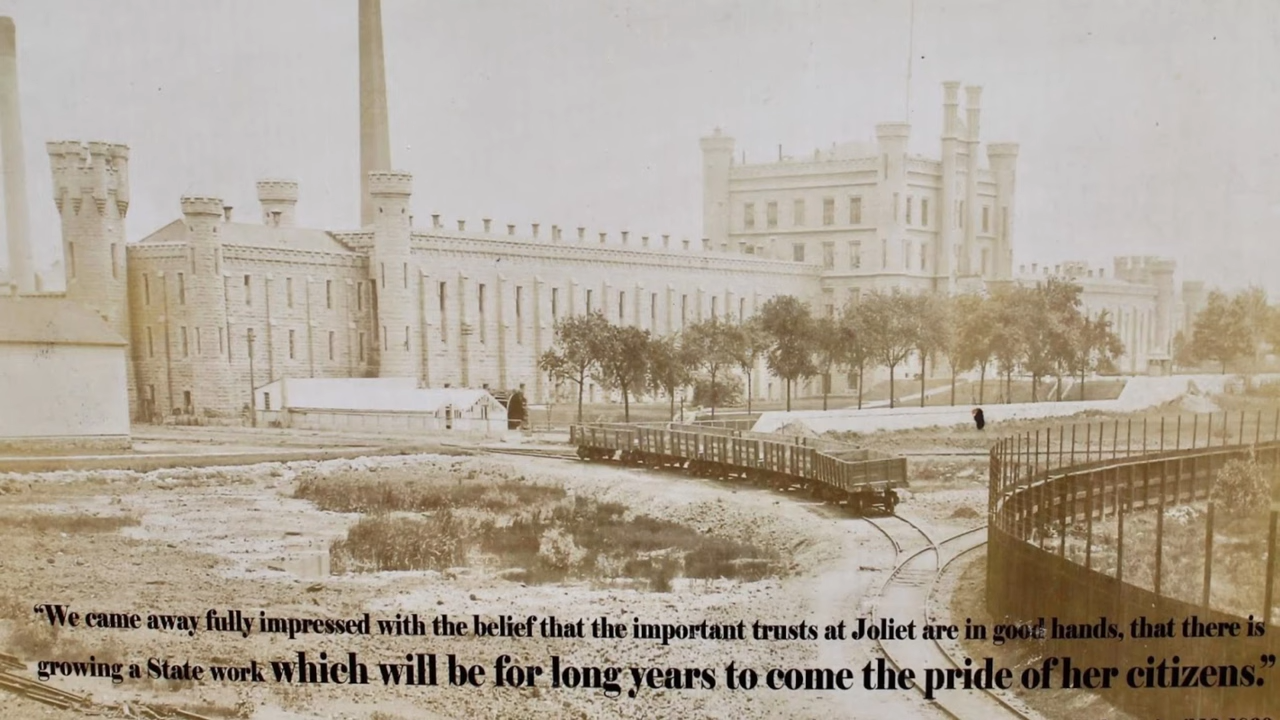 “We came away fully impressed with the belief that the important trusts at Joliet are in good hands, that there is
growing a State work which will be for long years to come the pride of her citizens.”